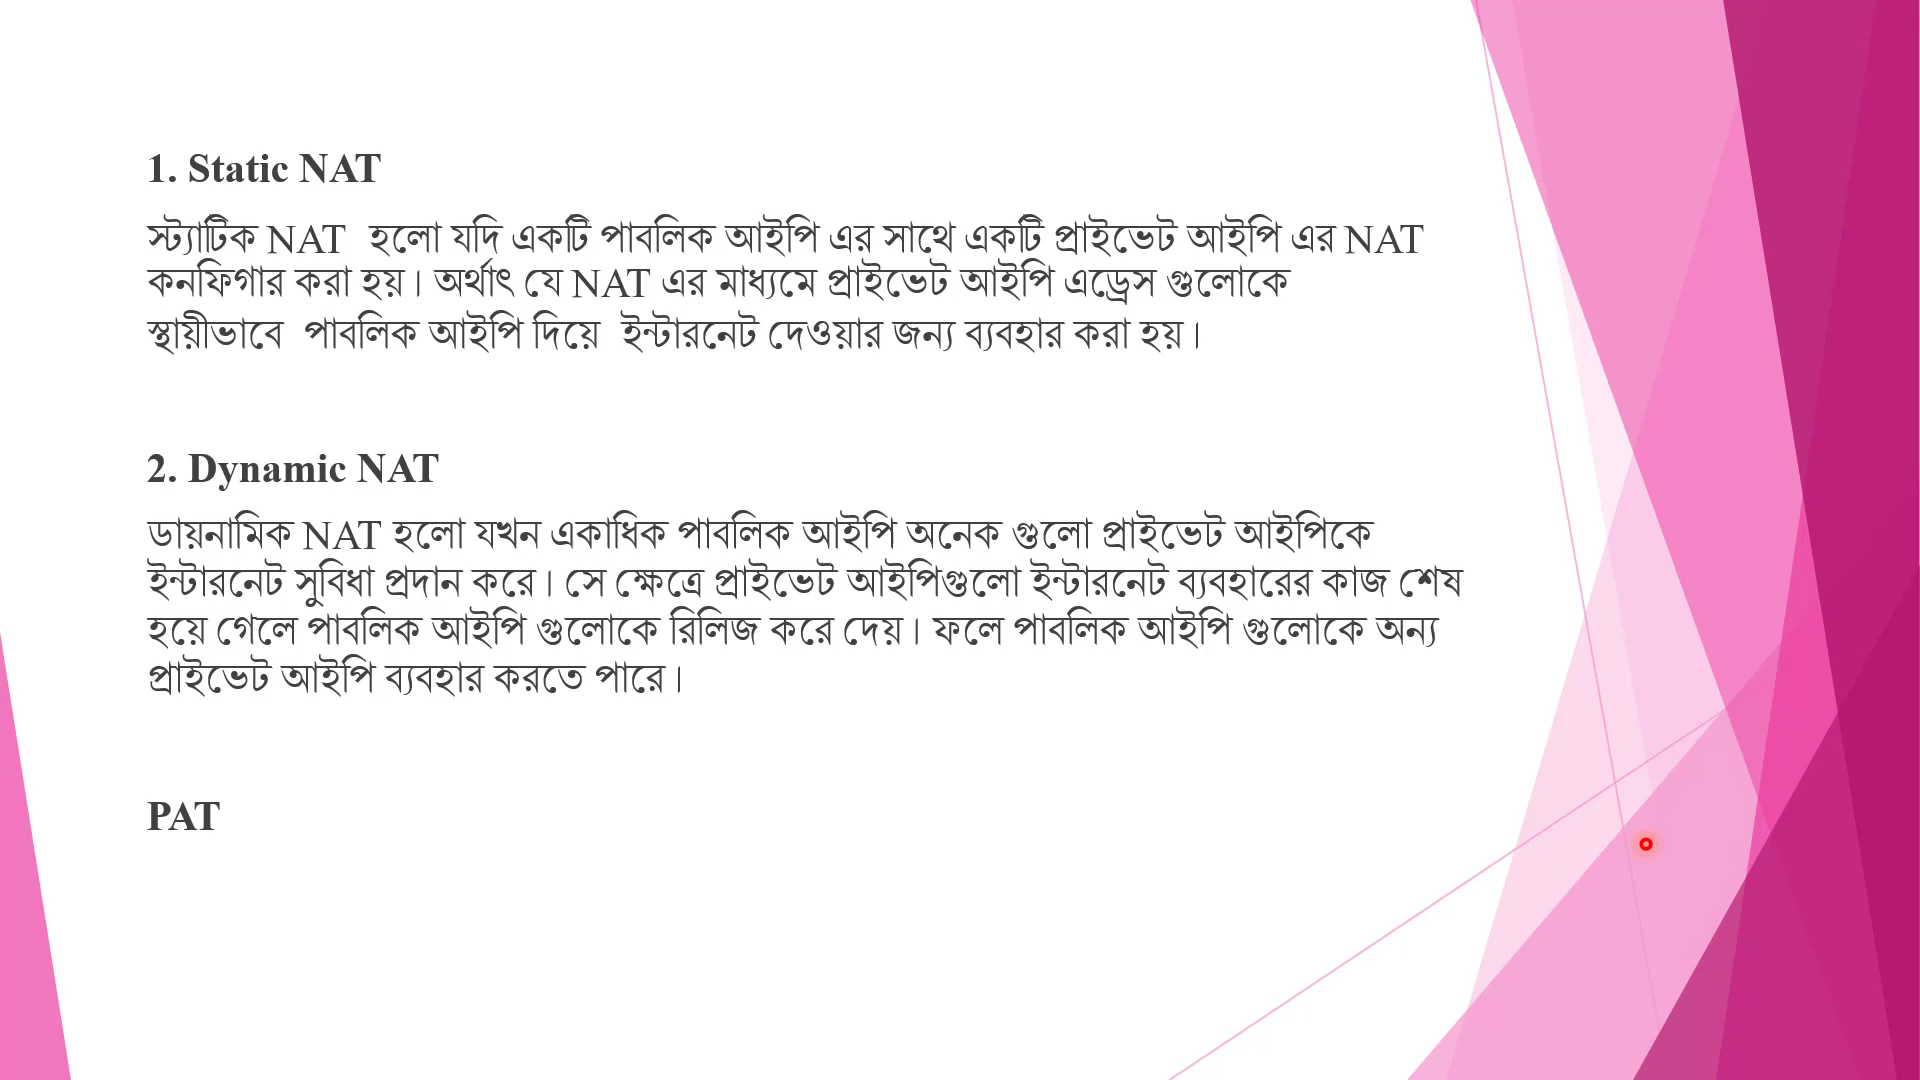 1. Static NAT
স্ট্যাটিক NAT হলো যদি একটি পাবলিক আইপি এর সাথে একটি প্রাইভেট আইপি এর NAT
কনফিগার করা হয়। অর্থাৎ যে NAT এর মাধ্যমে প্রাইভেট আইপি এড্রেস গুলোকে
স্থায়ীভাবে পাবলিক আইপি দিয়ে ইন্টারনেট দেওয়ার জন্য ব্যবহার করা হয়।
2. Dynamic NAT
ডায়নামিক NAT হলো যখন একাধিক পাবলিক আইপি অনেক গুলো প্রাইভেট আইপিকে
ইন্টারনেট সুবিধা প্রদান করে। সে ক্ষেত্রে প্রাইভেট আইপিগুলো ইন্টারনেট ব্যবহারের কাজ শেষ
হয়ে গেলে পাবলিক আইপি গুলোকে রিলিজ করে দেয়। ফলে পাবলিক আইপি গুলোকে অন্য
প্রাইভেট আইপি ব্যবহার করতে পারে।
PAT